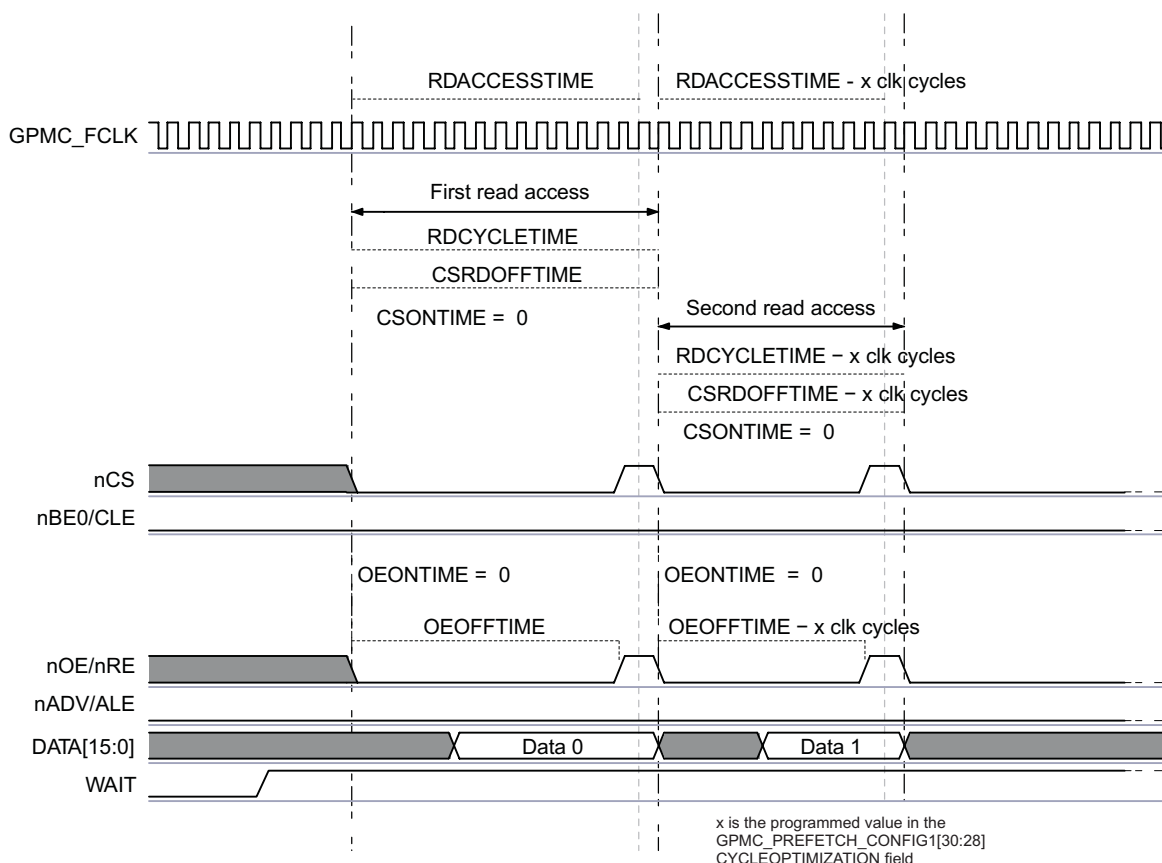 RDACCESSTIME
RDACCESSTIME - x clk cycles
GPMC_FCLK
First read access
RDCYCLETIME
CSRDOFFTIME
CSONTIME = 0
Second read access
RDCYCLETIME − x clk cycles
CSRDOFFTIME − x clk cycles
CSONTIME = 0
nCS
nBE0/CLE
OEONTIME = 0
OEONTIME = 0
OEOFFTIME
OEOFFTIME − x clk cycles
nOE/nRE
nADV/ALE
DATA[15:0]
Data 0
Data 1
WAIT
x is the programmed value in the
GPMC_PREFETCH_CONFIG1[30:28]
CYCLEOPTIMIZATION field